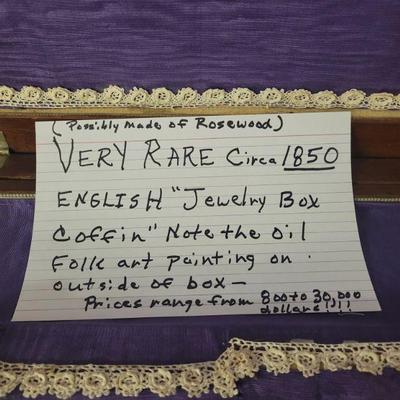 (Possibly made of Rosewood)
VERY RARE Circa 1850
ENGLISH "Jewelry Box
Coffin" Note the oil
Folk art painting on
outside of box —
Prices range from 800 to 30,000
dollars!!!